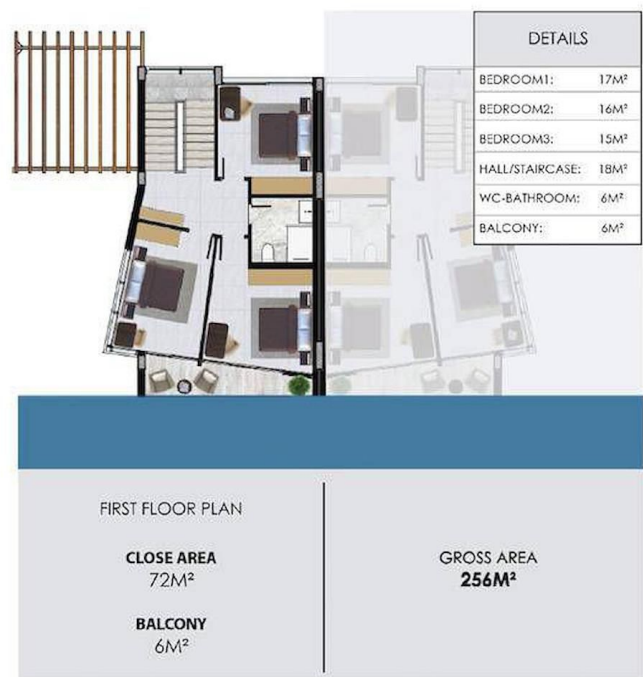 DETAILS
BEDROOM1: 17M²
BEDROOM2: 16M²
BEDROOM3: 15M²
HALL/STAIRCASE: 18M²
WC-BATHROOM: 6M²
BALCONY: 6M²
FIRST FLOOR PLAN
CLOSE AREA
72M²
BALCONY
6M²
GROSS AREA
256M²